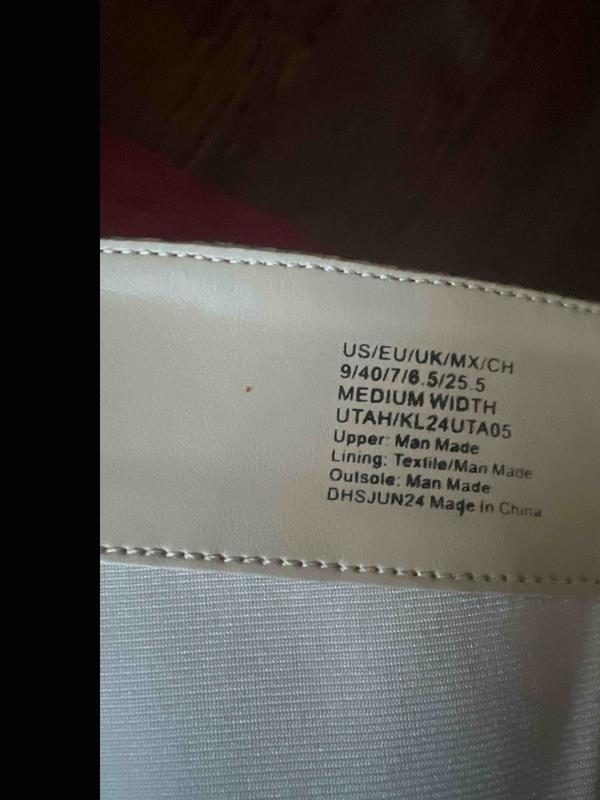 US/EU/UK/MX/CH
9/40/7/6.5/25.5
MEDIUM WIDTH
UTAH/KL24UTA05
Upper: Man Made
Lining: Textile/Man Made
Outsole: Man Made
DHSJUN24 Made In China